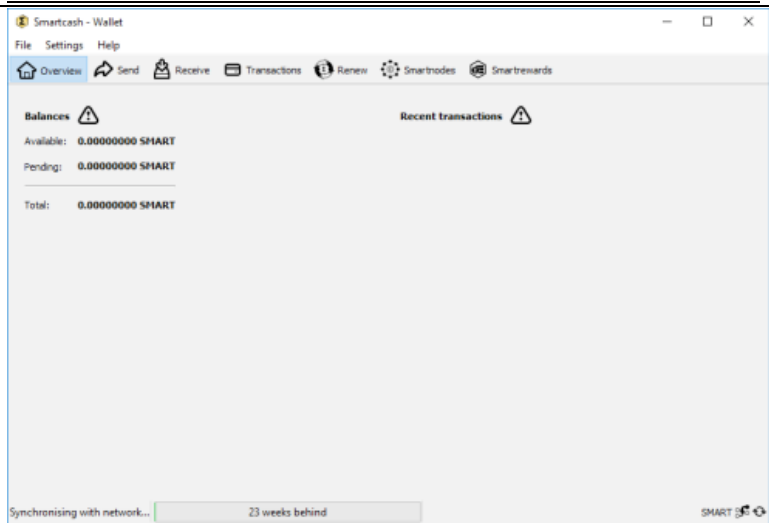 Smartcash - Wallet
File Settings Help
Overview Send Receive Transactions Renew Smartnodes Smartrewards
Balances
Recent transactions
Available: 0.00000000 SMART
Pending: 0.00000000 SMART
Total: 0.00000000 SMART
Synchronising with network... 23 weeks behind SMART